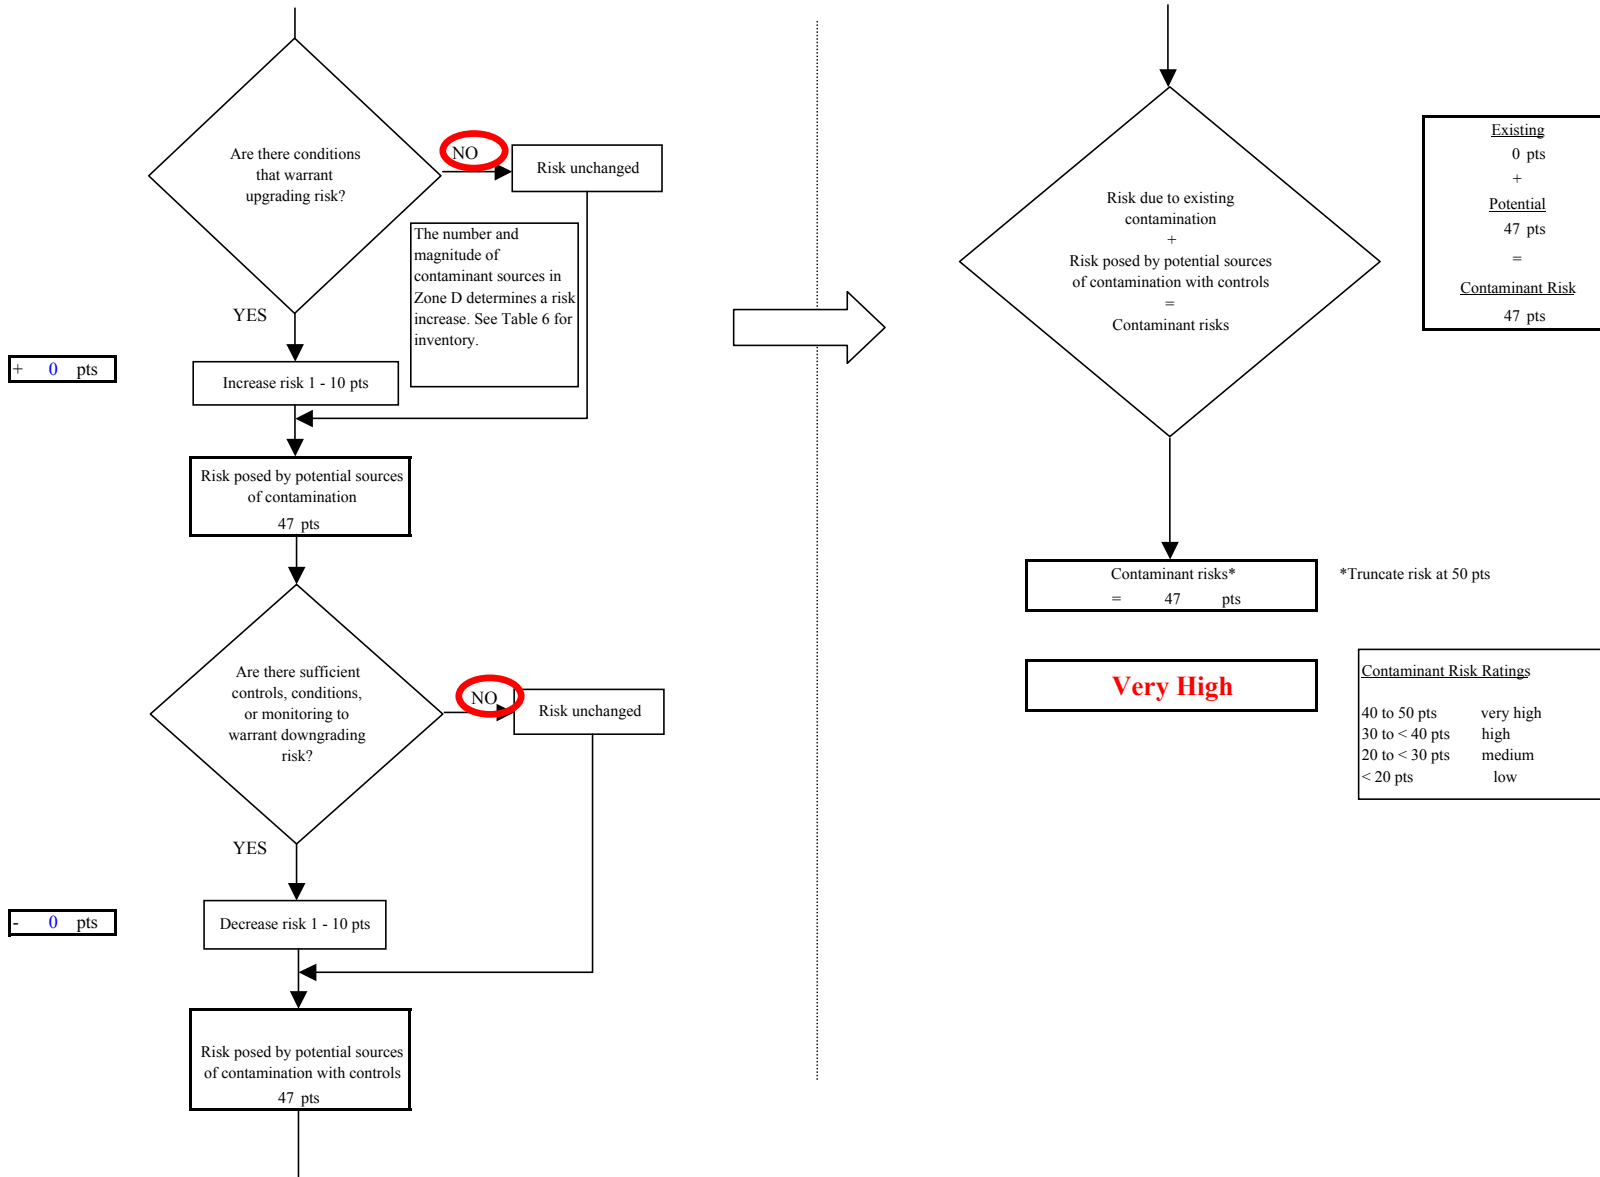 Are there conditions
that warrant
upgrading risk?
NO
Risk unchanged
The number and
magnitude of
contaminant sources in
Zone D determines a risk
increase. See Table 6 for
inventory.
YES
+ 0 pts
Increase risk 1 - 10 pts
Risk posed by potential sources
of contamination
47 pts
Are there sufficient
controls, conditions,
or monitoring to
warrant downgrading
risk?
NO
Risk unchanged
YES
- 0 pts
Decrease risk 1 - 10 pts
Risk posed by potential sources
of contamination with controls
47 pts
Risk due to existing
contamination
+
Risk posed by potential sources
of contamination with controls
=
Contaminant risks
Existing
0 pts
+
Potential
47 pts
=
Contaminant Risk
47 pts
Contaminant risks*
= 47 pts
*Truncate risk at 50 pts
Very High
Contaminant Risk Ratings
40 to 50 pts very high
30 to < 40 pts high
20 to < 30 pts medium
< 20 pts low